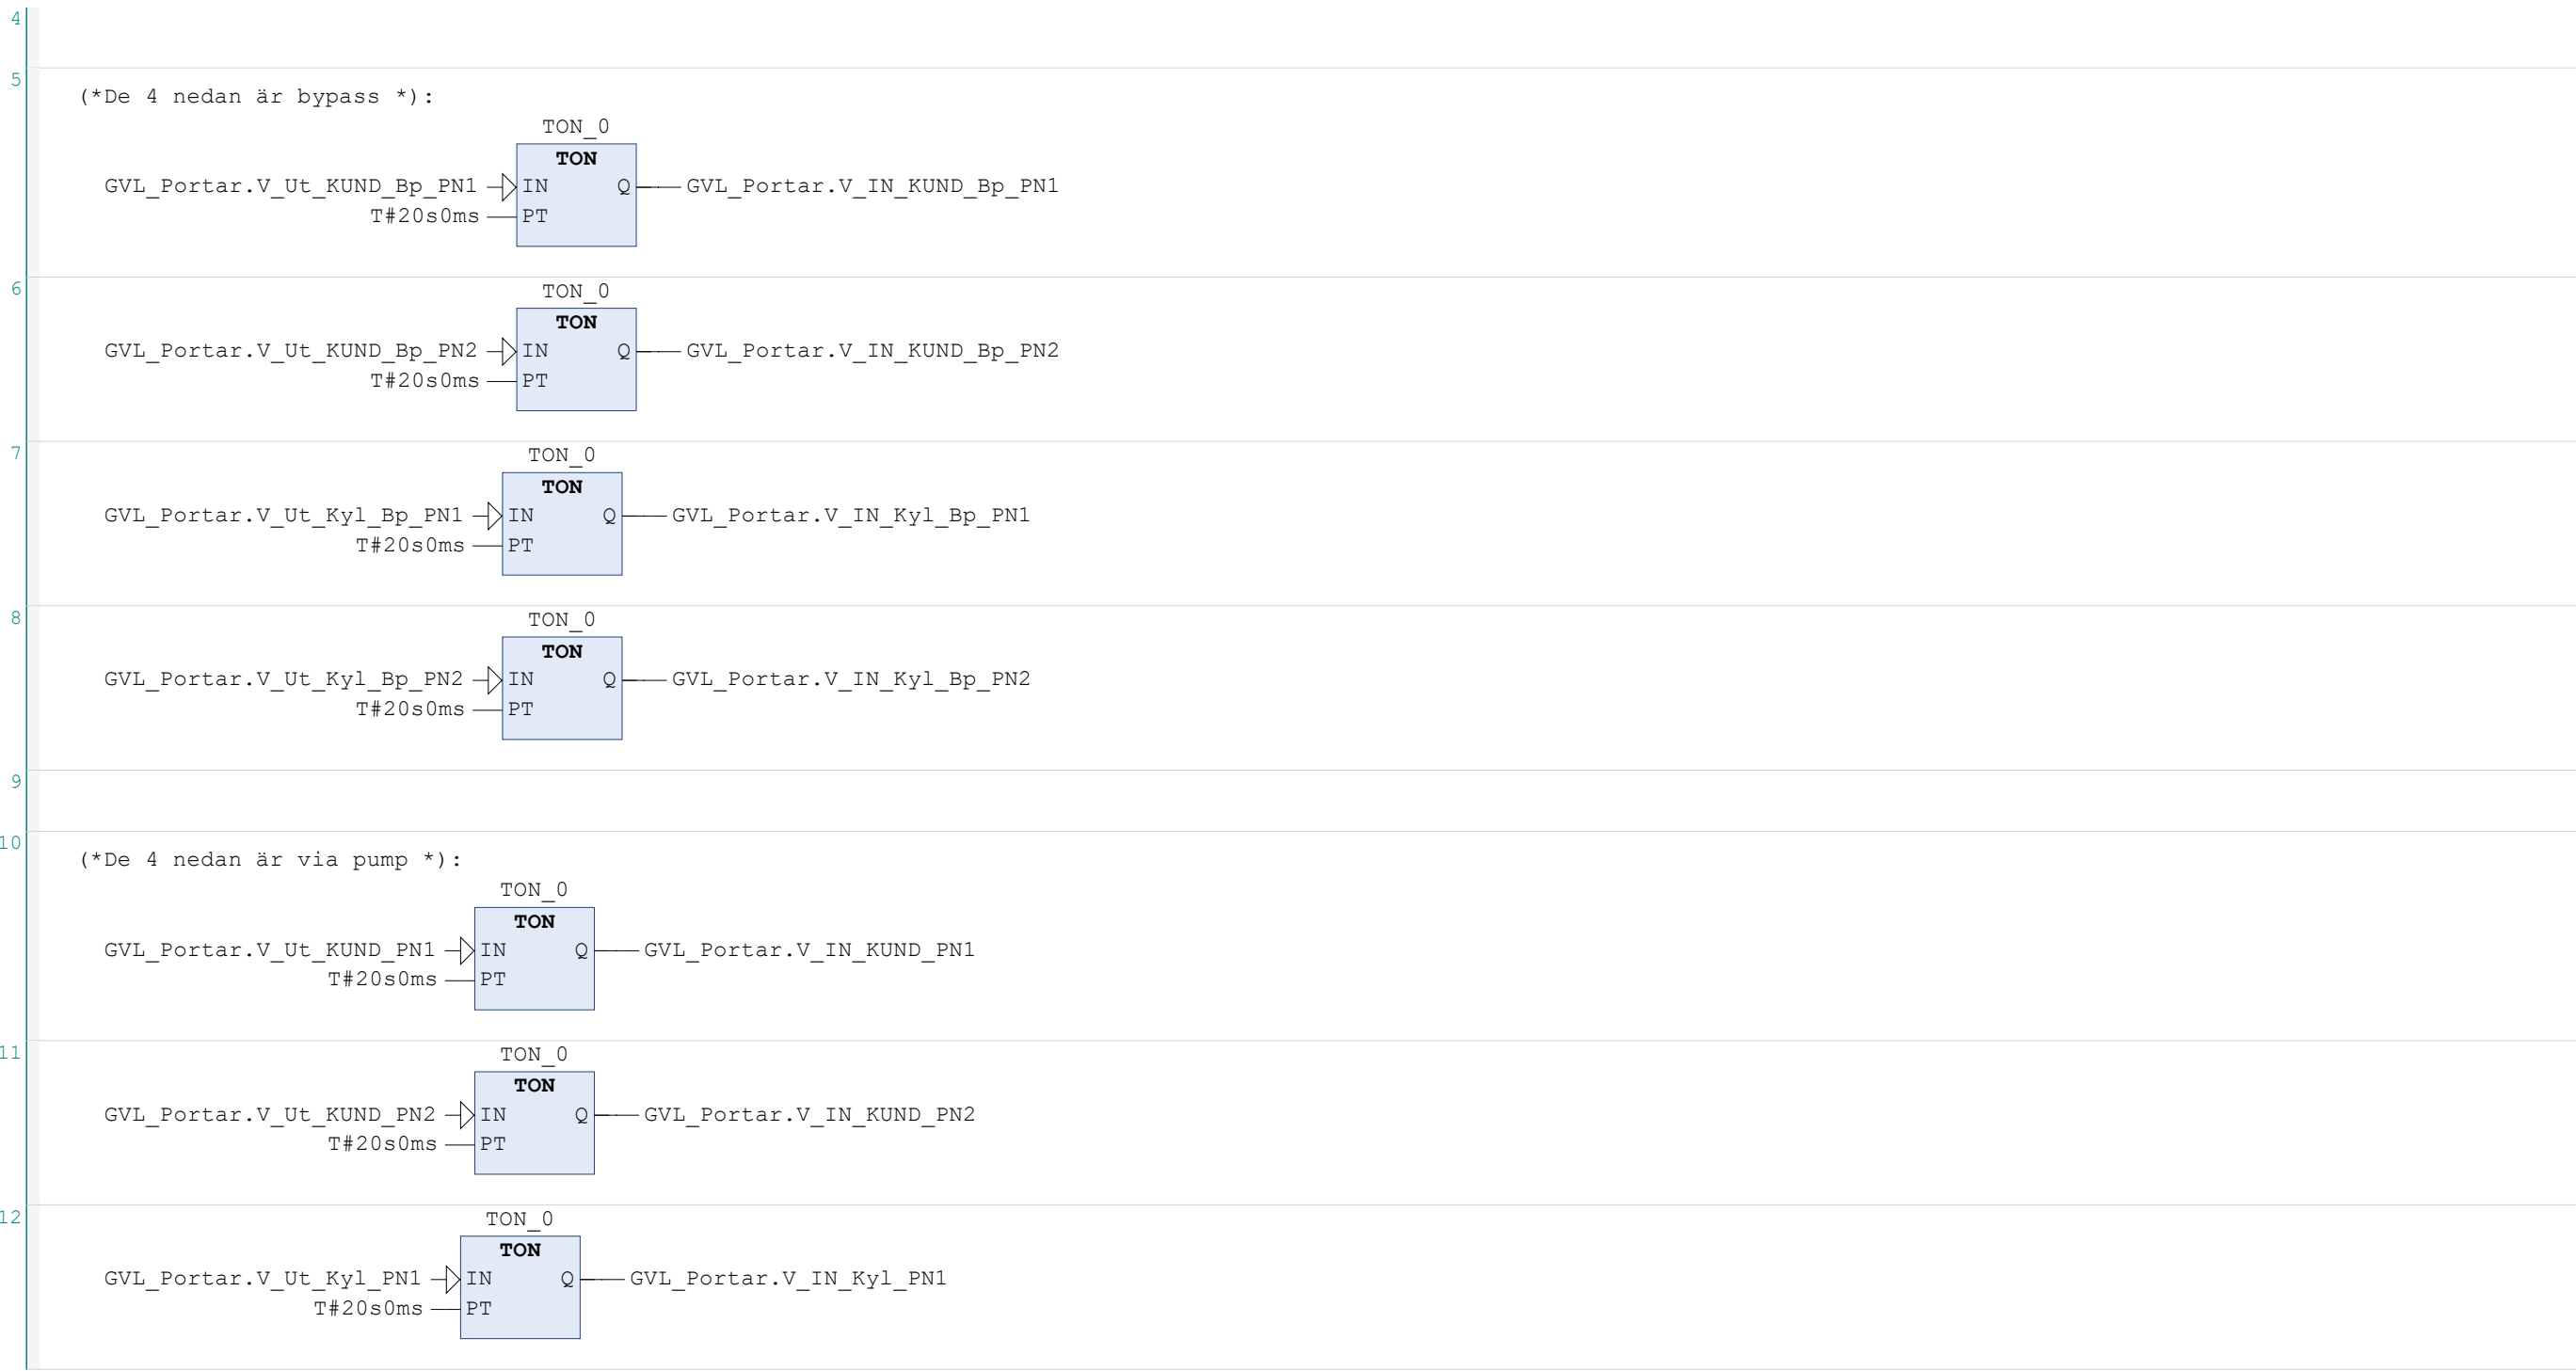 4
5
(*De 4 nedan är bypass *):
TON_0
TON
GVL_Portar.V_Ut_KUND_Bp_PN1 IN Q GVL_Portar.V_IN_KUND_Bp_PN1
T#20s0ms PT
6
TON_0
TON
GVL_Portar.V_Ut_KUND_Bp_PN2 IN Q GVL_Portar.V_IN_KUND_Bp_PN2
T#20s0ms PT
7
TON_0
TON
GVL_Portar.V_Ut_Kyl_Bp_PN1 IN Q GVL_Portar.V_IN_Kyl_Bp_PN1
T#20s0ms PT
8
TON_0
TON
GVL_Portar.V_Ut_Kyl_Bp_PN2 IN Q GVL_Portar.V_IN_Kyl_Bp_PN2
T#20s0ms PT
9
10
(*De 4 nedan är via pump *):
TON_0
TON
GVL_Portar.V_Ut_KUND_PN1 IN Q GVL_Portar.V_IN_KUND_PN1
T#20s0ms PT
11
TON_0
TON
GVL_Portar.V_Ut_KUND_PN2 IN Q GVL_Portar.V_IN_KUND_PN2
T#20s0ms PT
12
TON_0
TON
GVL_Portar.V_Ut_Kyl_PN1 IN Q GVL_Portar.V_IN_Kyl_PN1
T#20s0ms PT